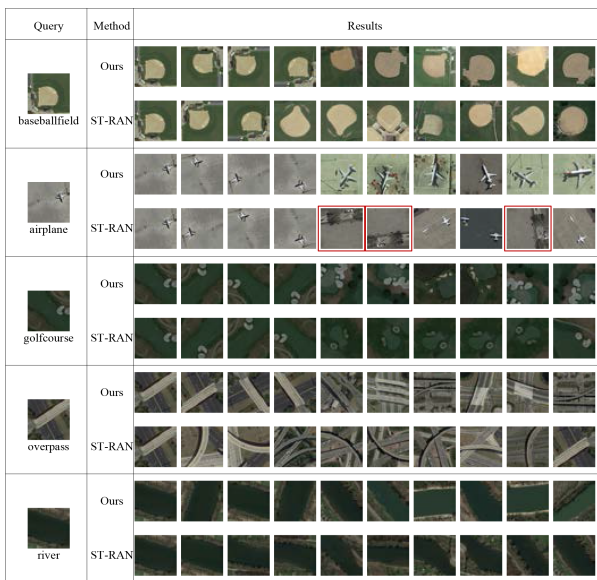 Query Method Results
Ours
baseballfield ST-RAN
Ours
airplane ST-RAN
Ours
golfcourse ST-RAN
Ours
overpass ST-RAN
Ours
river ST-RAN